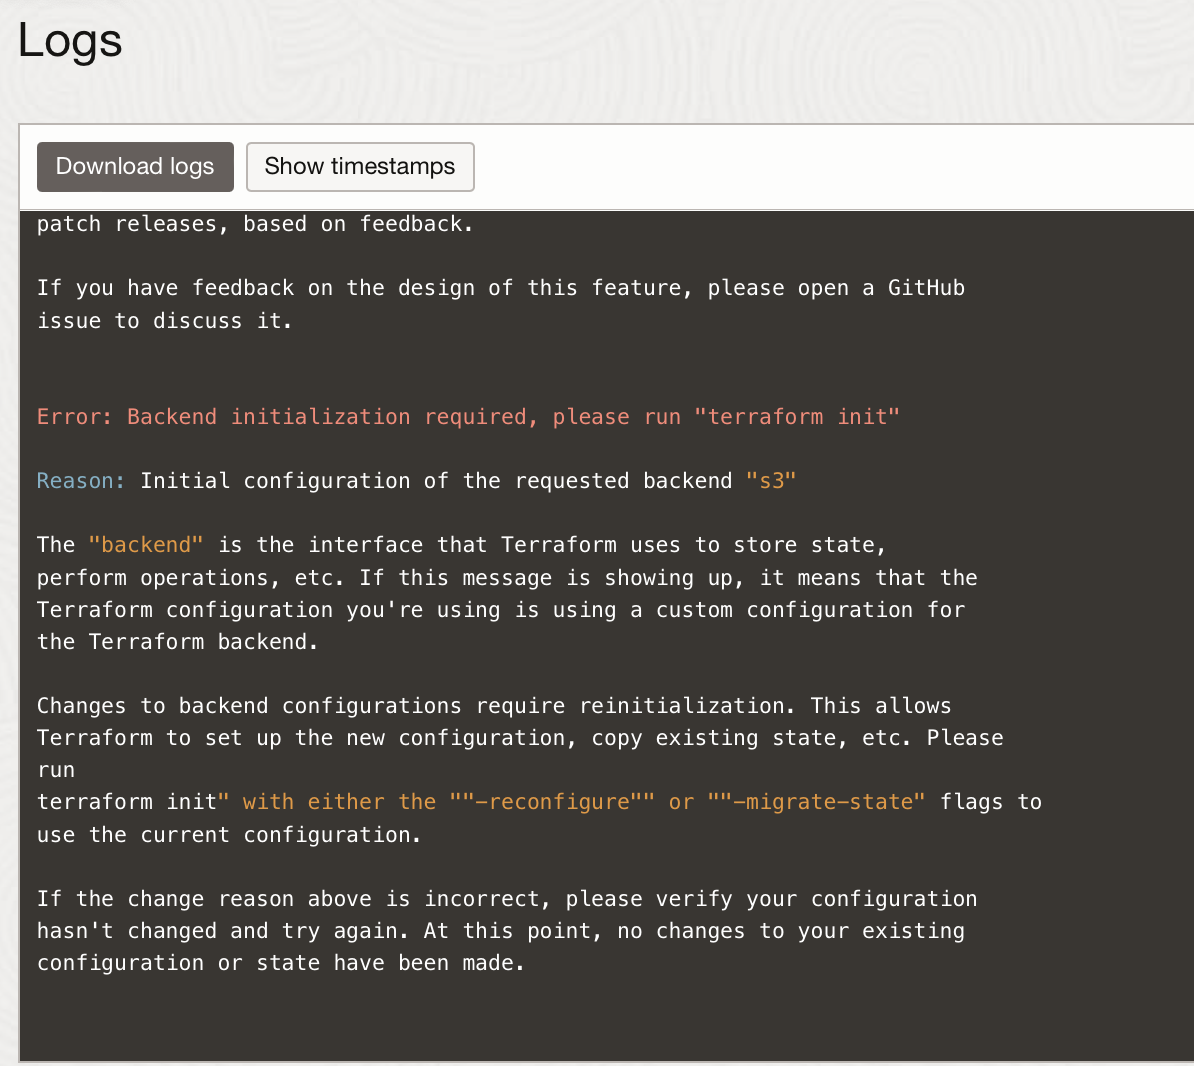 Logs
Download logs
Show timestamps
patch releases, based on feedback.
If you have feedback on the design of this feature, please open a GitHub
issue to discuss it.
Error: Backend initialization required, please run "terraform init"
Reason: Initial configuration of the requested backend "s3"
The "backend" is the interface that Terraform uses to store state,
perform operations, etc. If this message is showing up, it means that the
Terraform configuration you're using is using a custom configuration for
the Terraform backend.
Changes to backend configurations require reinitialization. This allows
Terraform to set up the new configuration, copy existing state, etc. Please
run
terraform init" with either the ""-reconfigure"" or ""-migrate-state" flags to
use the current configuration.
If the change reason above is incorrect, please verify your configuration
hasn't changed and try again. At this point, no changes to your existing
configuration or state have been made.